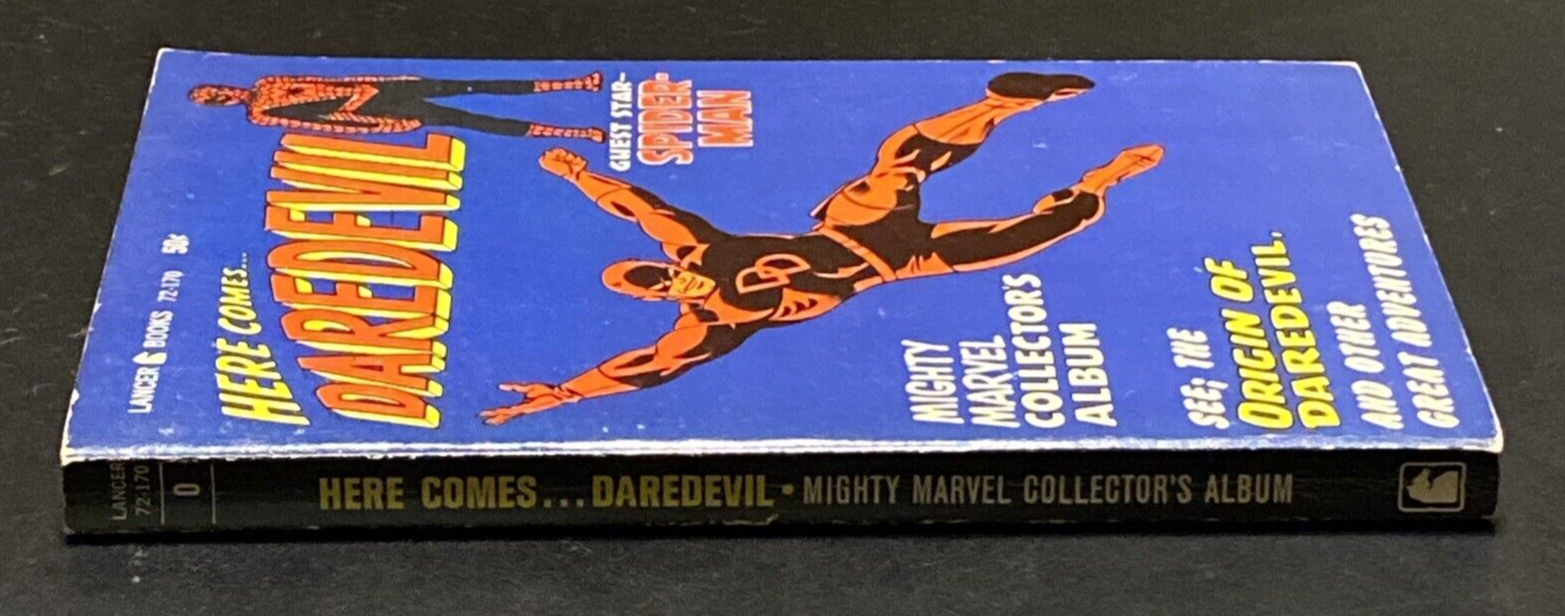 LANCER BOOKS 72-170 50¢
HERE COMES...
DAREDEVIL
GUEST STAR-
SPIDER-
MAN
DD
MIGHTY
MARVEL
COLLECTOR'S
ALBUM
SEE; THE
ORIGIN OF
DAREDEVIL.
AND OTHER
GREAT ADVENTURES
LANCER
72-170
0
HERE COMES... DAREDEVIL • MIGHTY MARVEL COLLECTOR'S ALBUM